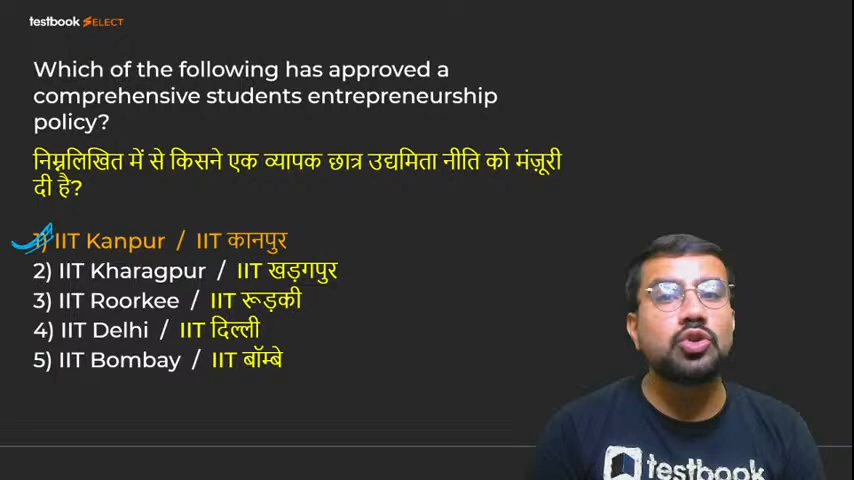 testbook SELECT
Which of the following has approved a
comprehensive students entrepreneurship
policy?
निम्नलिखित में से किसने एक व्यापक छात्र उद्यमिता नीति को मंज़ूरी
दी है?
1) IIT Kanpur / IIT कानपुर
2) IIT Kharagpur / IIT खड़गपुर
3) IIT Roorkee / IIT रूड़की
4) IIT Delhi / IIT दिल्ली
5) IIT Bombay / IIT बॉम्बे
testbook